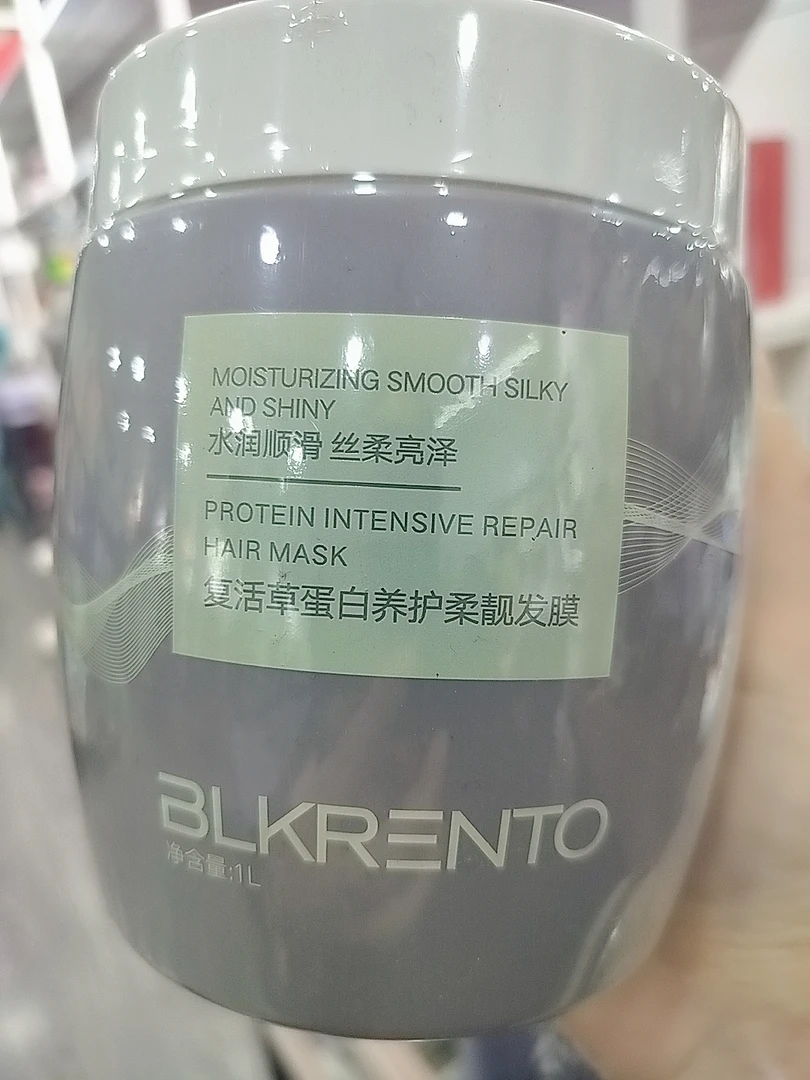 MOISTURIZING SMOOTH SILKY
AND SHINY
水润顺滑 丝柔亮泽
PROTEIN INTENSIVE REPAIR
HAIR MASK
复活草蛋白养护柔靓发膜
BLKRENTO
净含量:1L